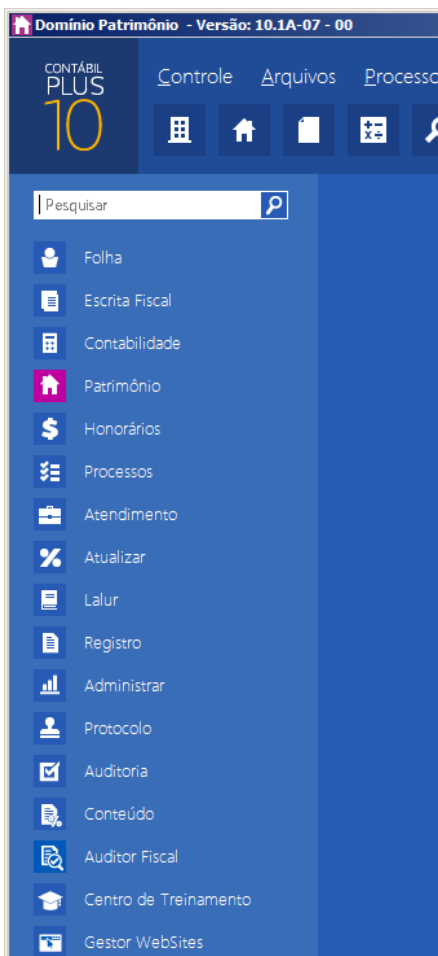 Domínio Patrimônio - Versão: 10.1A-07 - 00
CONTÁBIL
PLUS
10
Controle Arquivos Processo
Pesquisar
Folha
Escrita Fiscal
Contabilidade
Patrimônio
Honorários
Processos
Atendimento
Atualizar
Lalur
Registro
Administrar
Protocolo
Auditoria
Conteúdo
Auditor Fiscal
Centro de Treinamento
Gestor WebSites